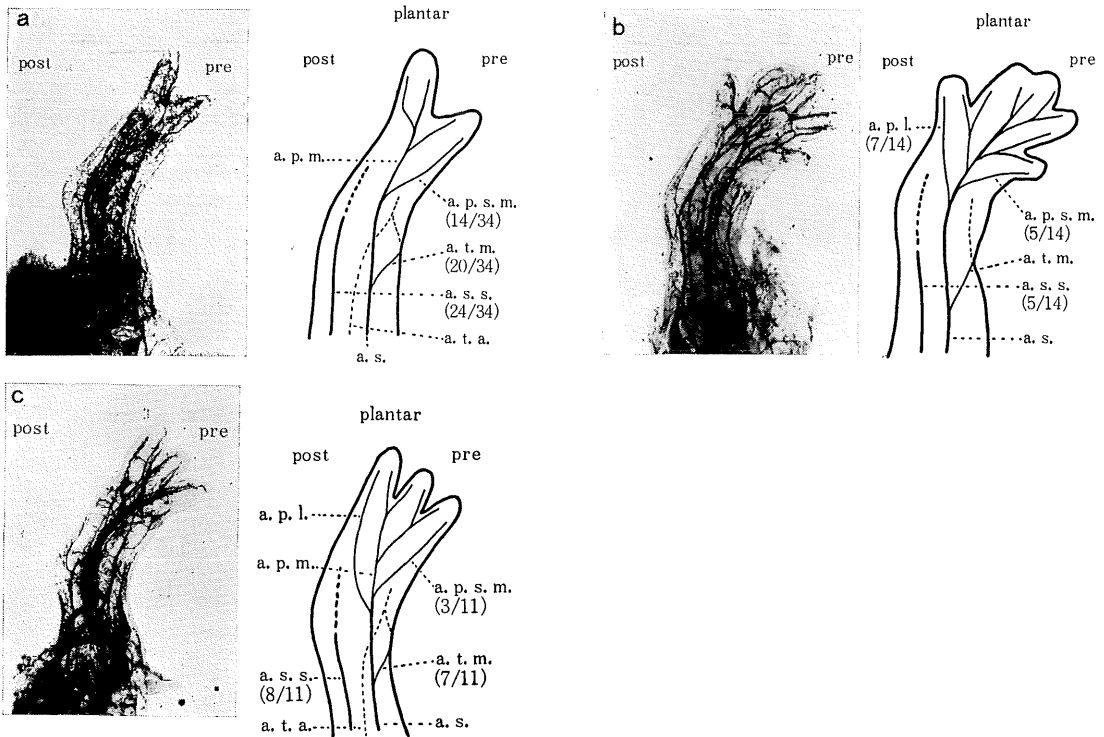 a
post
pre
plantar
post
pre
a. p. m.
a. p. s. m.
(14/34)
a. t. m.
(20/34)
a. s. s.
(24/34)
a. t. a.
a. s.
b
post
pre
plantar
post
pre
a. p. l.
(7/14)
a. p. s. m.
(5/14)
a. t. m.
a. s. s.
(5/14)
a. s.
c
post
pre
plantar
post
pre
a. p. l.
a. p. m.
a. p. s. m.
(3/11)
a. t. m.
(7/11)
a. s. s.
(8/11)
a. t. a.
a. s.